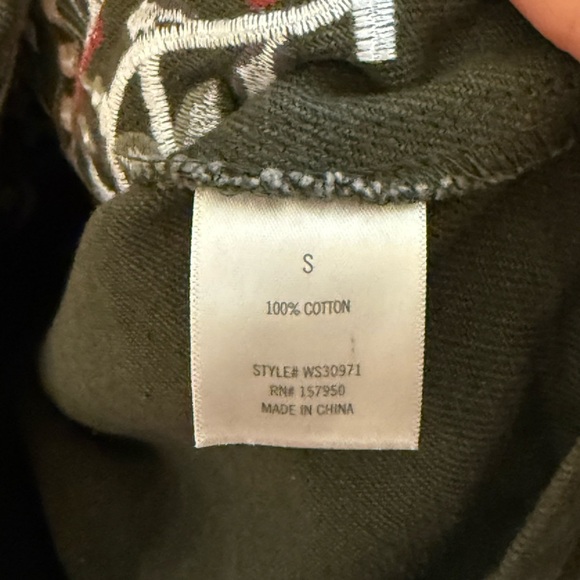 S
100% COTTON
STYLE# WS30971
RN# 157950
MADE IN CHINA